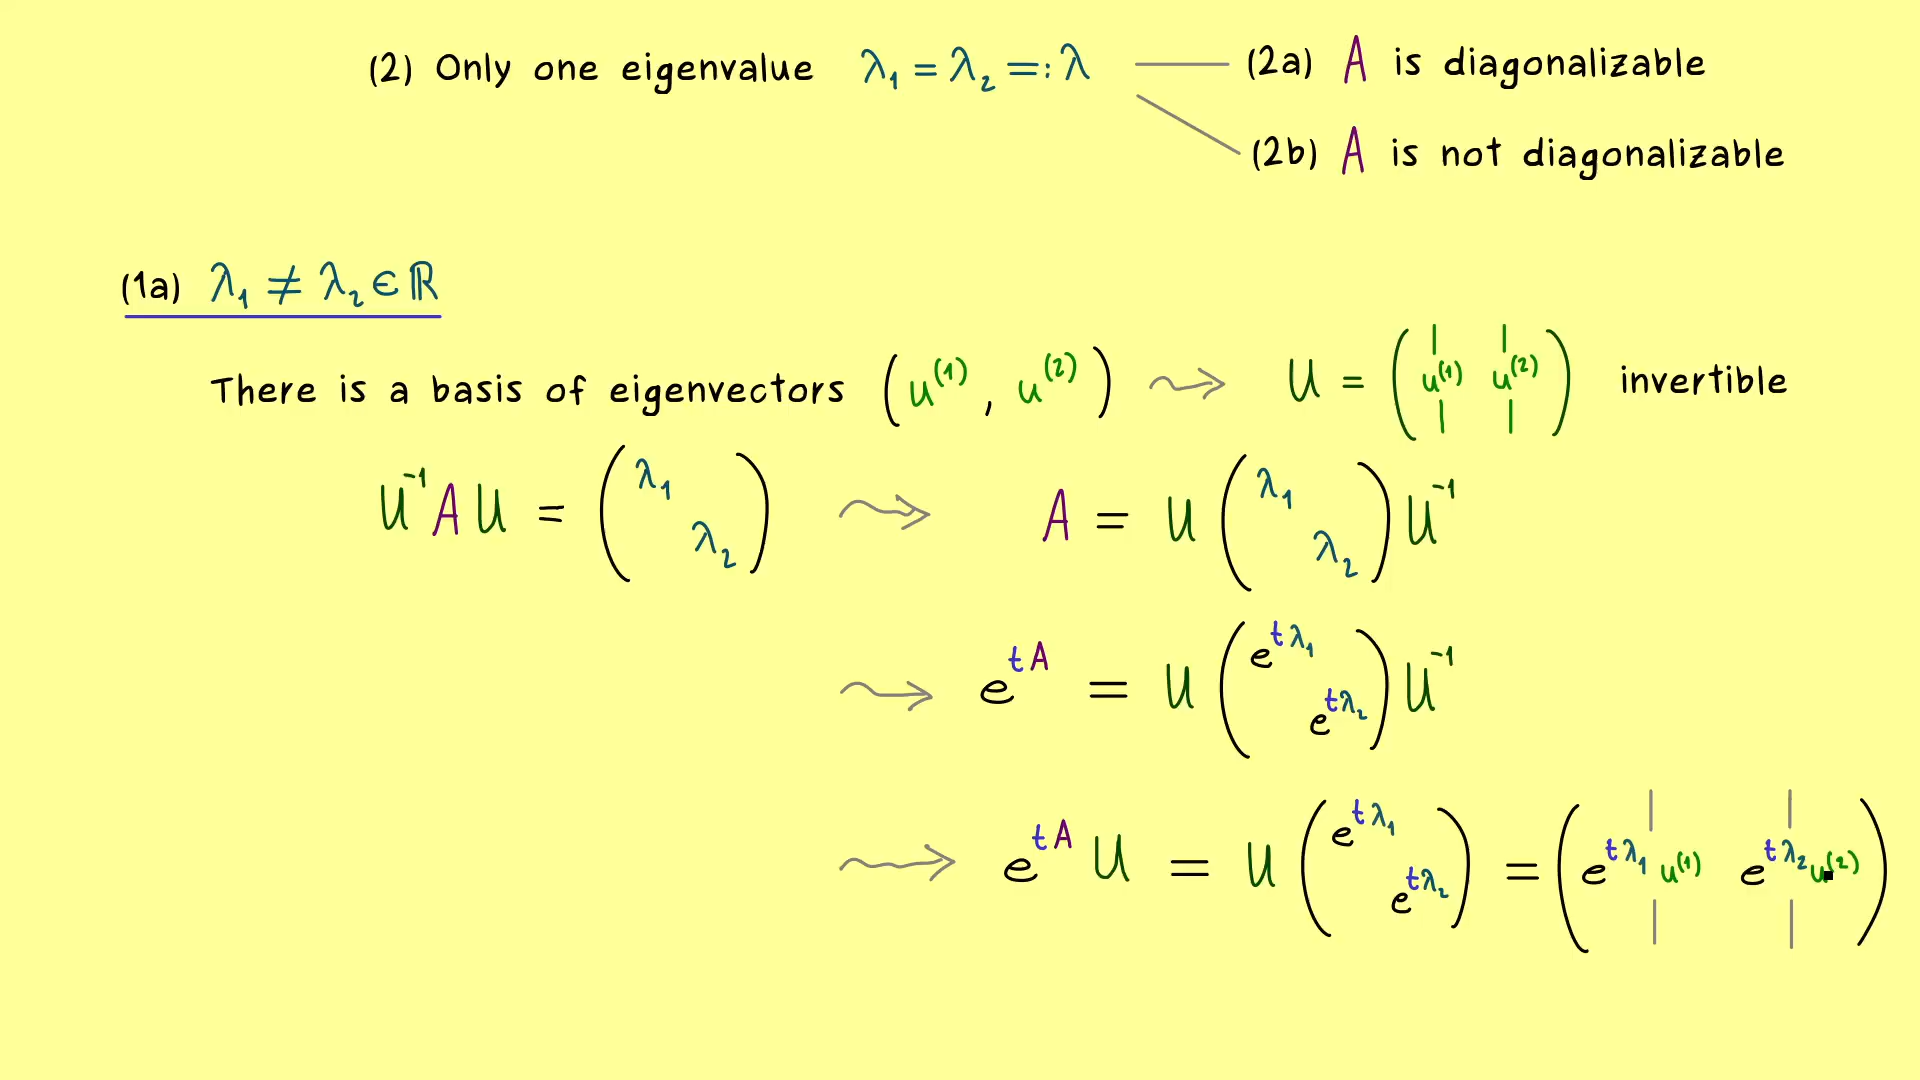 (2) Only one eigenvalue λ₁ = λ₂ =: λ — (2a) A is diagonalizable
(2b) A is not diagonalizable
(1a) λ₁ ≠ λ₂ ∈ ℝ
There is a basis of eigenvectors (u⁽¹⁾, u⁽²⁾) ⇝ U = ( u⁽¹⁾ u⁽²⁾ ) invertible
U⁻¹ A U = ( λ₁ λ₂ ) ⇝ A = U ( λ₁ λ₂ ) U⁻¹
⇝ e^{tA} = U ( e^{tλ₁} e^{tλ₂} ) U⁻¹
⇝ e^{tA} U = U ( e^{tλ₁} e^{tλ₂} ) = ( e^{tλ₁} u⁽¹⁾ e^{tλ₂} u⁽²⁾ )